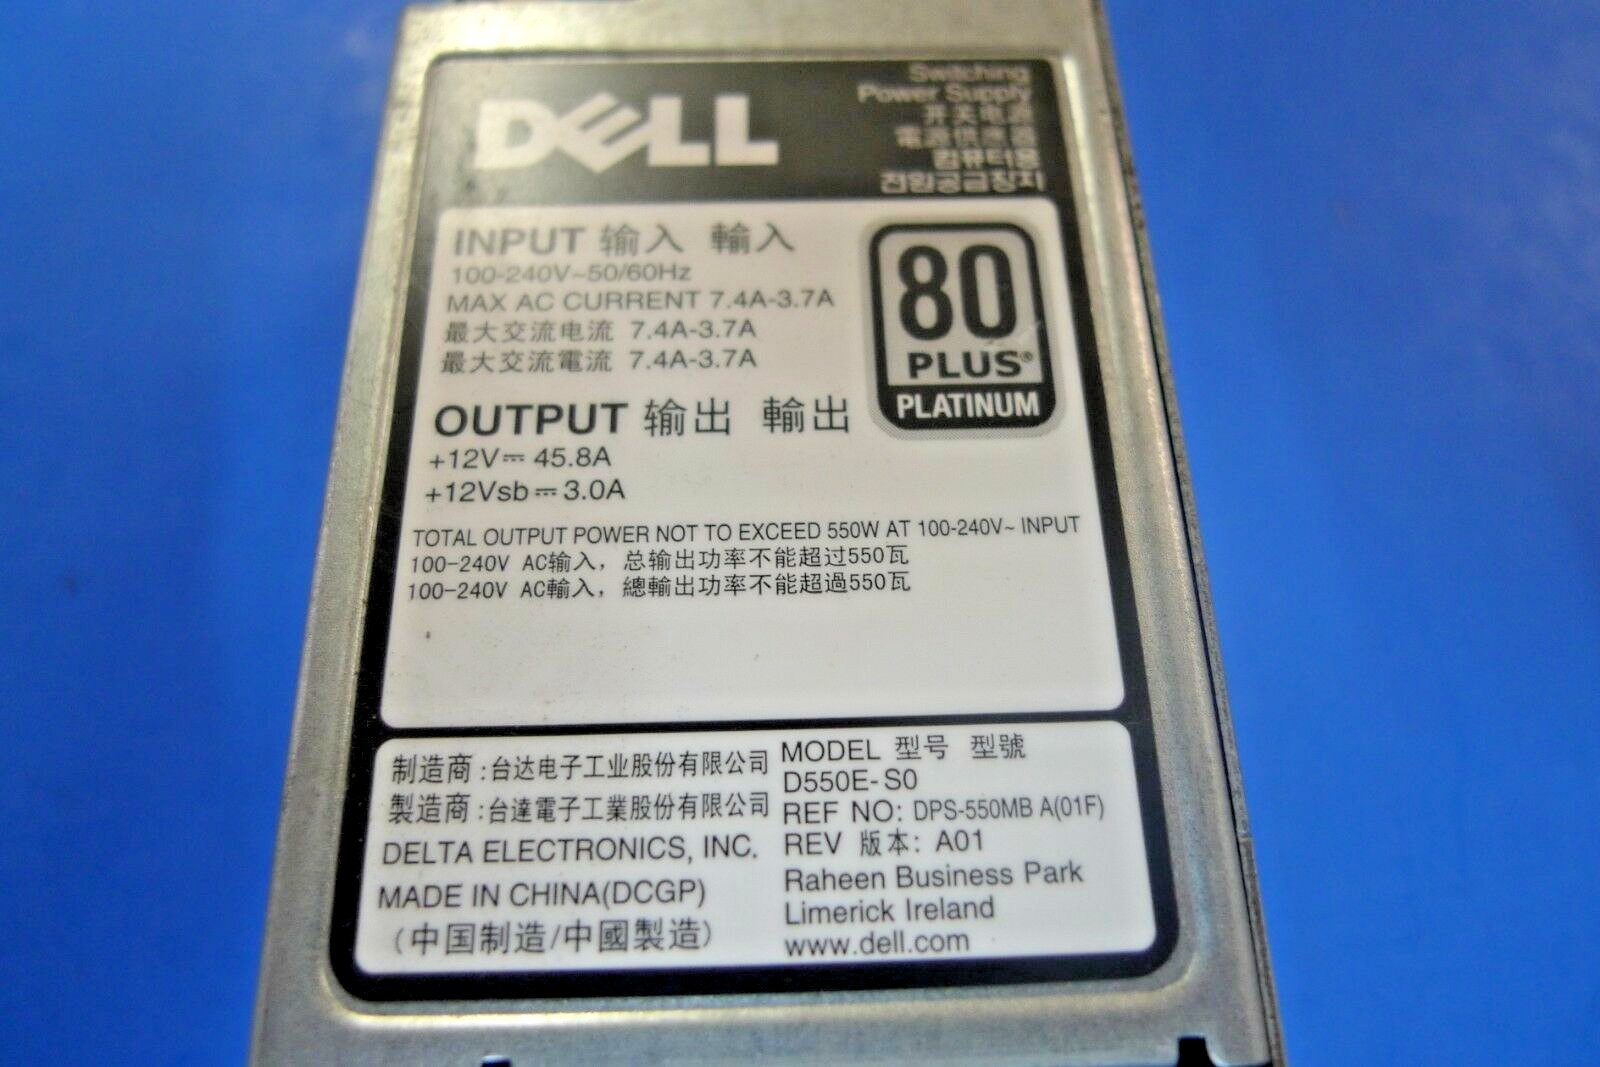 DELL
Switching
Power Supply
开关电源
電源供應器
컴퓨터용
전원공급장치
INPUT 输入 輸入
100-240V~50/60Hz
MAX AC CURRENT 7.4A-3.7A
最大交流电流 7.4A-3.7A
最大交流電流 7.4A-3.7A
80
PLUS®
PLATINUM
OUTPUT 输出 輸出
+12V⎓ 45.8A
+12Vsb⎓ 3.0A
TOTAL OUTPUT POWER NOT TO EXCEED 550W AT 100-240V~ INPUT
100-240V AC输入，总输出功率不能超过550瓦
100-240V AC輸入，總輸出功率不能超過550瓦
制造商:台达电子工业股份有限公司
製造商:台達電子工業股份有限公司
DELTA ELECTRONICS, INC.
MADE IN CHINA(DCGP)
(中国制造/中國製造)
MODEL 型号 型號
D550E-S0
REF NO: DPS-550MB A(01F)
REV 版本: A01
Raheen Business Park
Limerick Ireland
www.dell.com